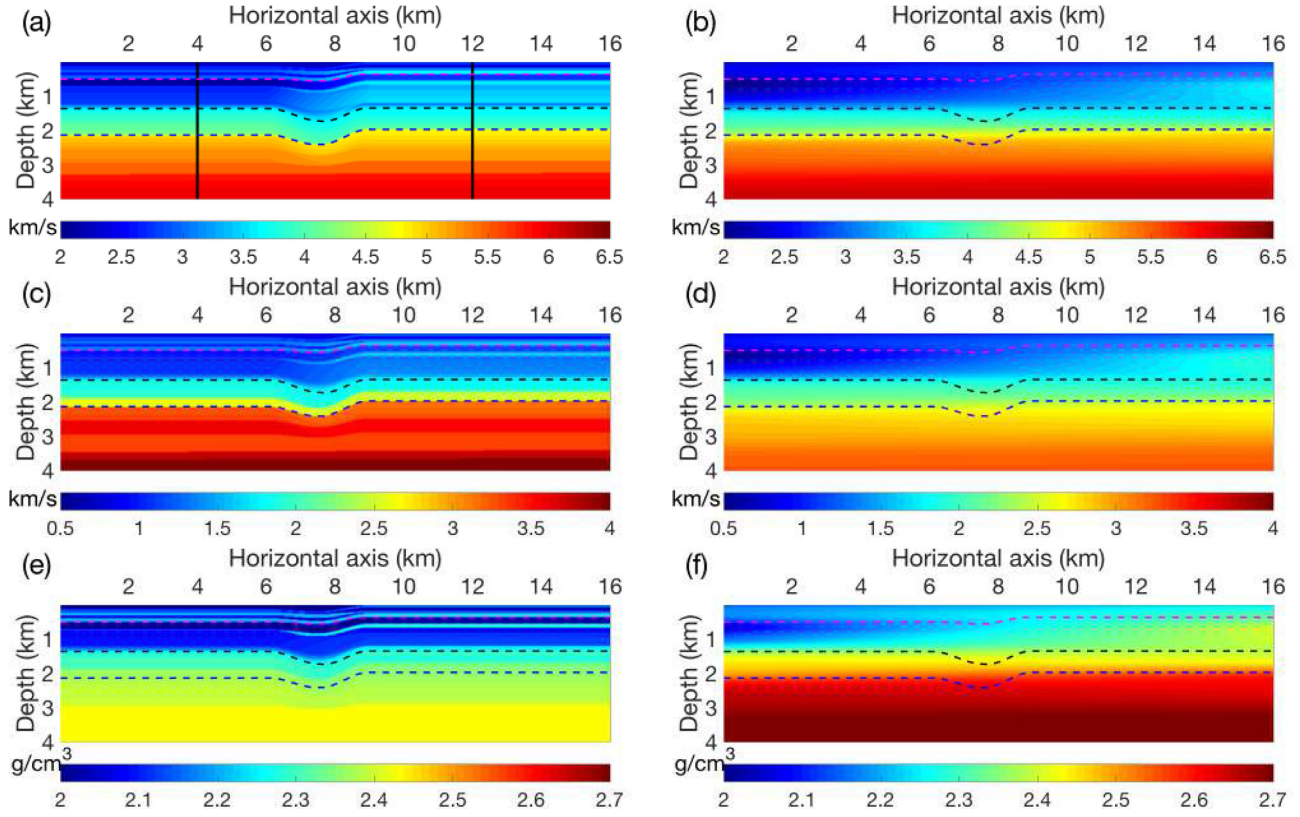 (a) Horizontal axis (km) (b) Horizontal axis (km)
2 4 6 8 10 12 14 16 2 4 6 8 10 12 14 16
Depth (km) 1 2 3 4 Depth (km) 1 2 3 4
km/s 2 2.5 3 3.5 4 4.5 5 5.5 6 6.5 km/s 2 2.5 3 3.5 4 4.5 5 5.5 6 6.5
(c) Horizontal axis (km) (d) Horizontal axis (km)
2 4 6 8 10 12 14 16 2 4 6 8 10 12 14 16
Depth (km) 1 2 3 4 Depth (km) 1 2 3 4
km/s 0.5 1 1.5 2 2.5 3 3.5 4 km/s 0.5 1 1.5 2 2.5 3 3.5 4
(e) Horizontal axis (km) (f) Horizontal axis (km)
2 4 6 8 10 12 14 16 2 4 6 8 10 12 14 16
Depth (km) 1 2 3 4 Depth (km) 1 2 3 4
g/cm³ 2 2.1 2.2 2.3 2.4 2.5 2.6 2.7 g/cm³ 2 2.1 2.2 2.3 2.4 2.5 2.6 2.7